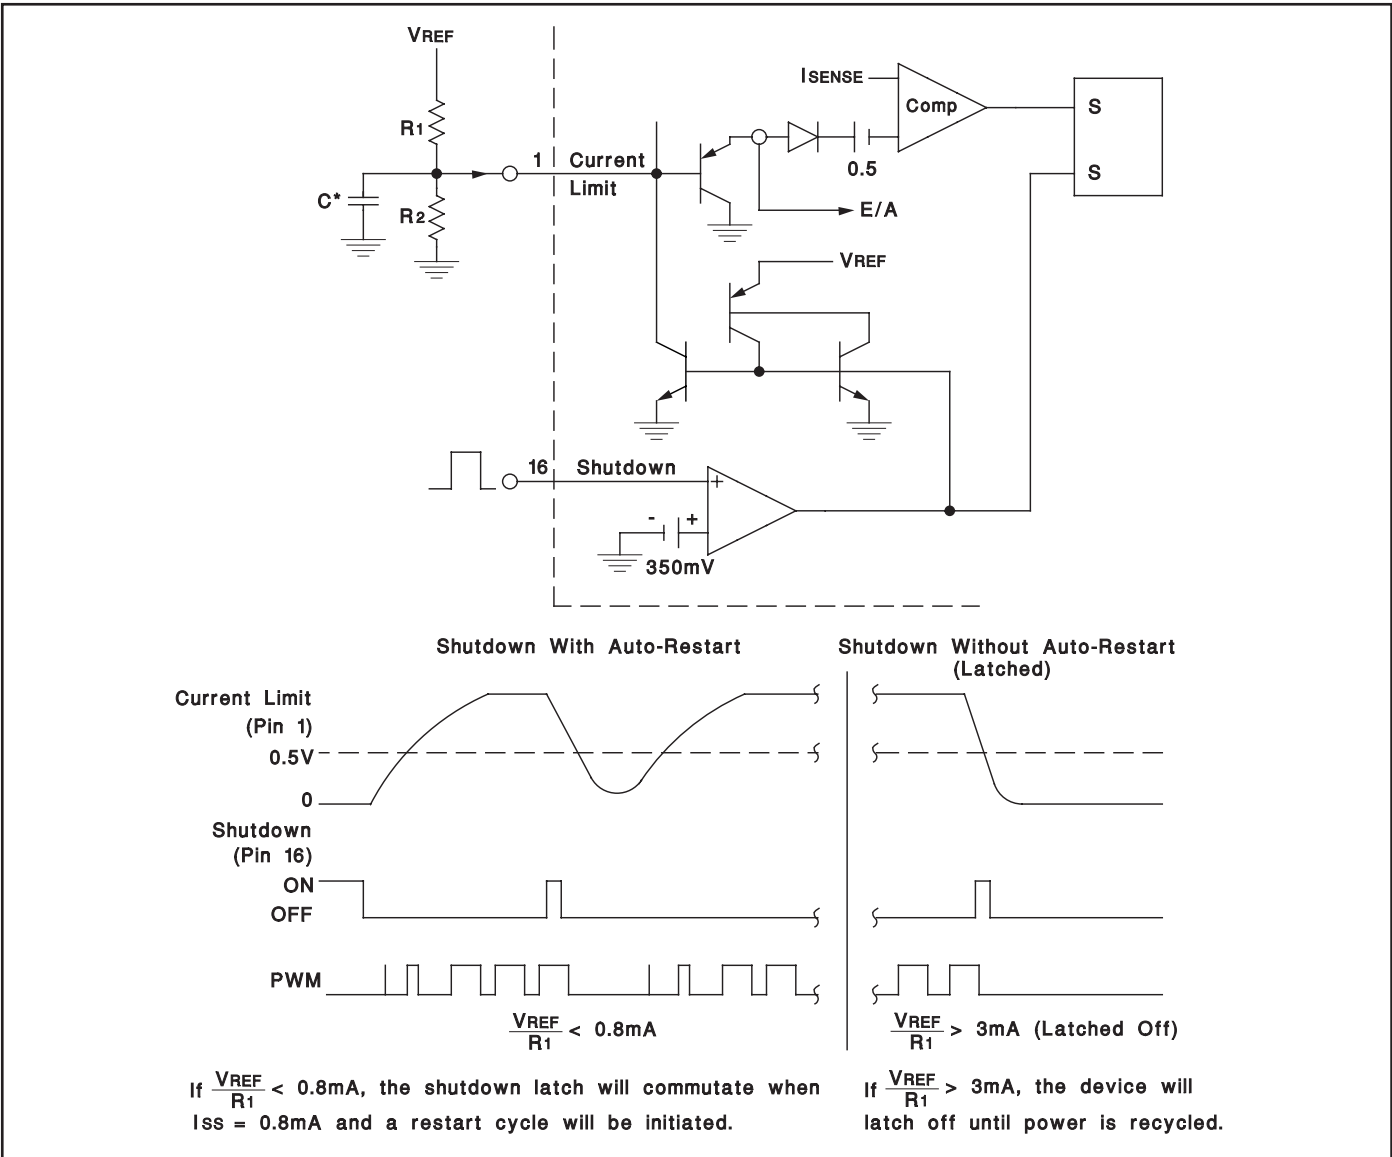 VREF
R1
C*
R2
1 Current
Limit
ISENSE
Comp
0.5
E/A
S
S
VREF
16 Shutdown
+
- +
350mV
Shutdown With Auto-Restart
Shutdown Without Auto-Restart
(Latched)
Current Limit
(Pin 1)
0.5V
0
Shutdown
(Pin 16)
ON
OFF
PWM
VREF
R1
< 0.8mA
VREF
R1
> 3mA (Latched Off)
If VREF/R1 < 0.8mA, the shutdown latch will commutate when
ISS = 0.8mA and a restart cycle will be initiated.
If VREF/R1 > 3mA, the device will
latch off until power is recycled.